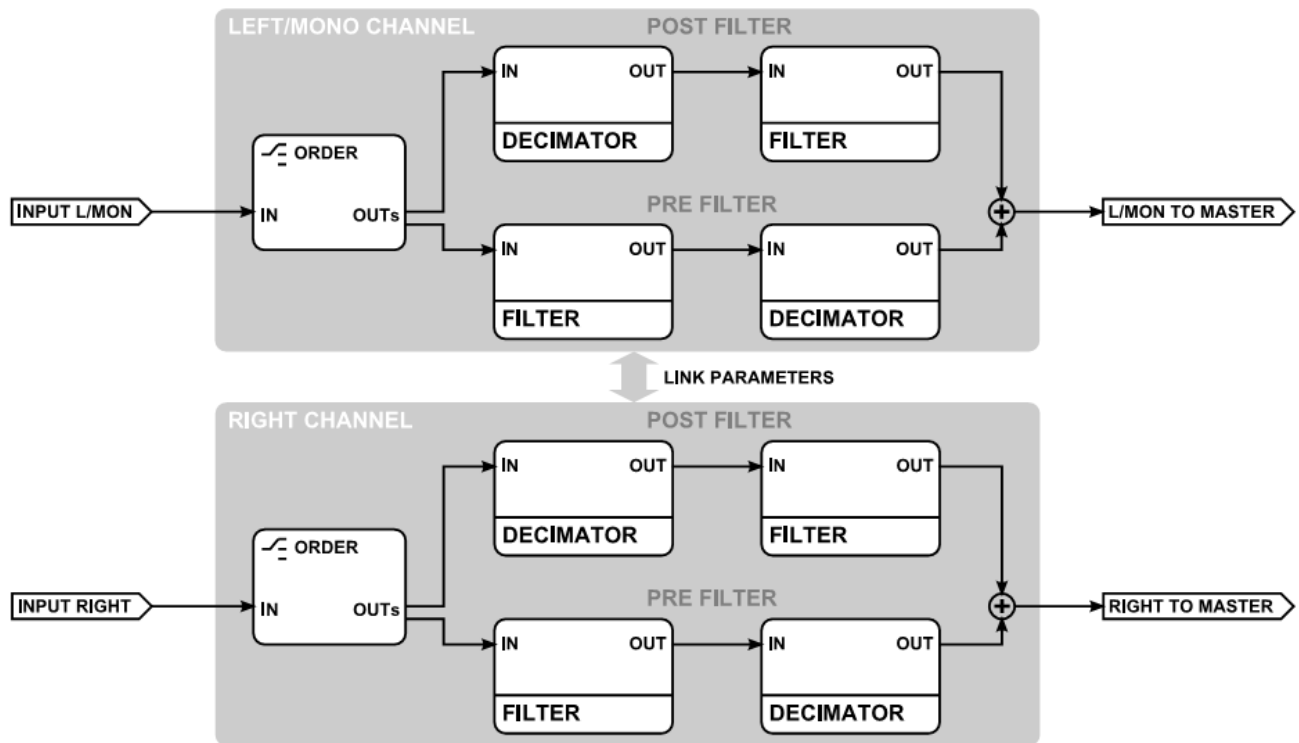 LEFT/MONO CHANNEL
POST FILTER
IN OUT
DECIMATOR
IN OUT
FILTER
ORDER
IN OUTs
INPUT L/MON
PRE FILTER
IN OUT
FILTER
IN OUT
DECIMATOR
L/MON TO MASTER
LINK PARAMETERS
RIGHT CHANNEL
POST FILTER
IN OUT
DECIMATOR
IN OUT
FILTER
ORDER
IN OUTs
INPUT RIGHT
PRE FILTER
IN OUT
FILTER
IN OUT
DECIMATOR
RIGHT TO MASTER